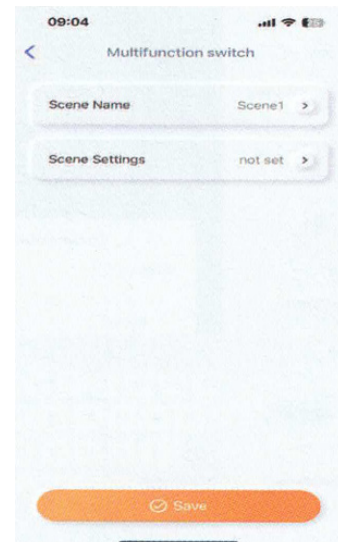 09:04
Multifunction switch
Scene Name Scene1
Scene Settings not set
Save